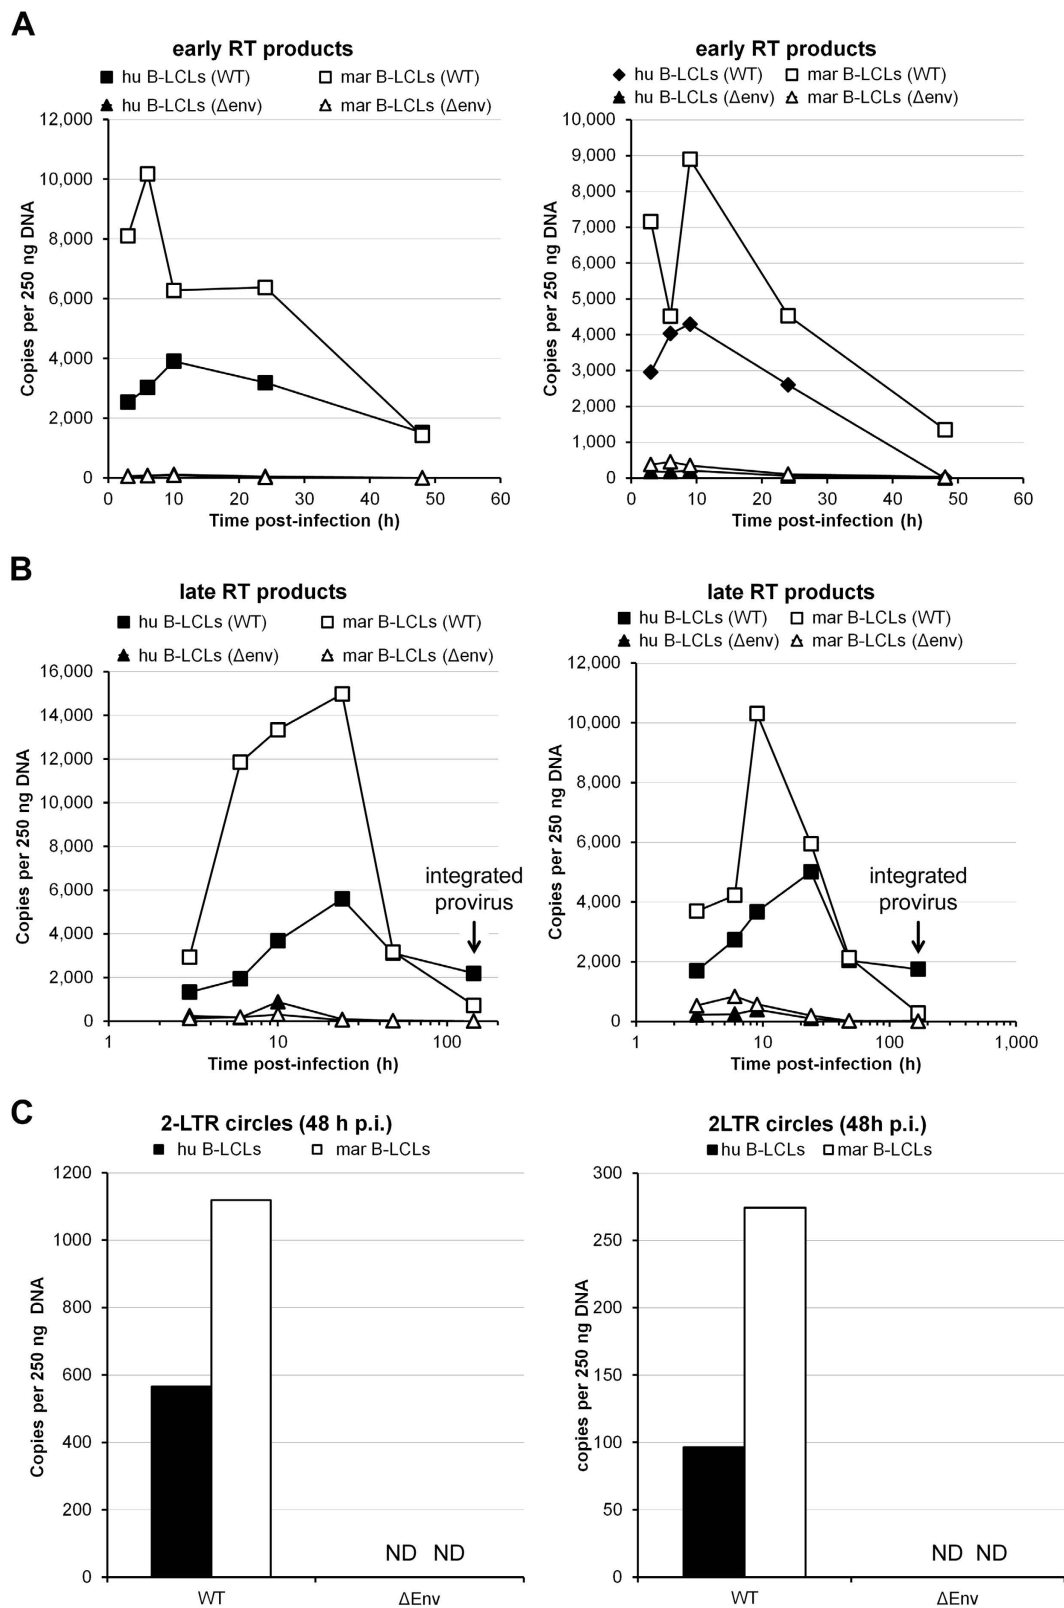 A
early RT products
hu B-LCLs (WT) mar B-LCLs (WT)
hu B-LCLs (Δenv) mar B-LCLs (Δenv)
Copies per 250 ng DNA
12,000
10,000
8,000
6,000
4,000
2,000
0
0 10 20 30 40 50 60
Time post-infection (h)
early RT products
hu B-LCLs (WT) mar B-LCLs (WT)
hu B-LCLs (Δenv) mar B-LCLs (Δenv)
Copies per 250 ng DNA
10,000
9,000
8,000
7,000
6,000
5,000
4,000
3,000
2,000
1,000
0
0 10 20 30 40 50 60
Time post-infection (h)
B
late RT products
hu B-LCLs (WT) mar B-LCLs (WT)
hu B-LCLs (Δenv) mar B-LCLs (Δenv)
Copies per 250 ng DNA
16,000
14,000
12,000
10,000
8,000
6,000
4,000
2,000
0
integrated
provirus
1 10 100
Time post-infection (h)
late RT products
hu B-LCLs (WT) mar B-LCLs (WT)
hu B-LCLs (Δenv) mar B-LCLs (Δenv)
Copies per 250 ng DNA
12,000
10,000
8,000
6,000
4,000
2,000
0
integrated
provirus
1 10 100 1,000
Time post-infection (h)
C
2-LTR circles (48 h p.i.)
hu B-LCLs mar B-LCLs
Copies per 250 ng DNA
1200
1000
800
600
400
200
0
ND ND
WT ΔEnv
2LTR circles (48h p.i.)
hu B-LCLs mar B-LCLs
copies per 250 ng DNA
300
250
200
150
100
50
0
ND ND
WT ΔEnv